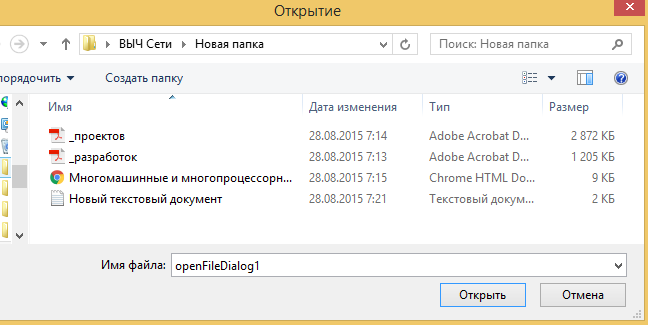 Открытие
ВЫЧ Сети Новая папка Поиск: Новая папка
порядочить Создать папку
Имя Дата изменения Тип Размер
_проектов 28.08.2015 7:14 Adobe Acrobat D... 2 872 КБ
_разработок 28.08.2015 7:13 Adobe Acrobat D... 1 205 КБ
Многомашинные и многопроцессорн... 28.08.2015 7:15 Chrome HTML Do... 9 КБ
Новый текстовый документ 28.08.2015 7:21 Текстовый докум... 2 КБ
Имя файла: openFileDialog1
Открыть Отмена